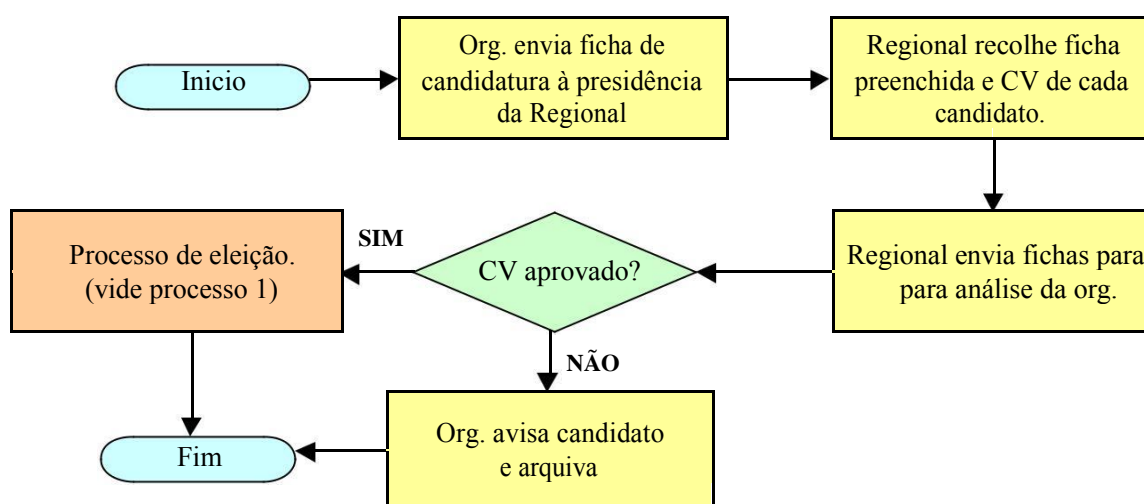 Inicio
Org. envia ficha de
candidatura à presidência
da Regional
Regional recolhe ficha
preenchida e CV de cada
candidato.
Regional envia fichas para
para análise da org.
CV aprovado?
SIM
Processo de eleição.
(vide processo 1)
NÃO
Org. avisa candidato
e arquiva
Fim